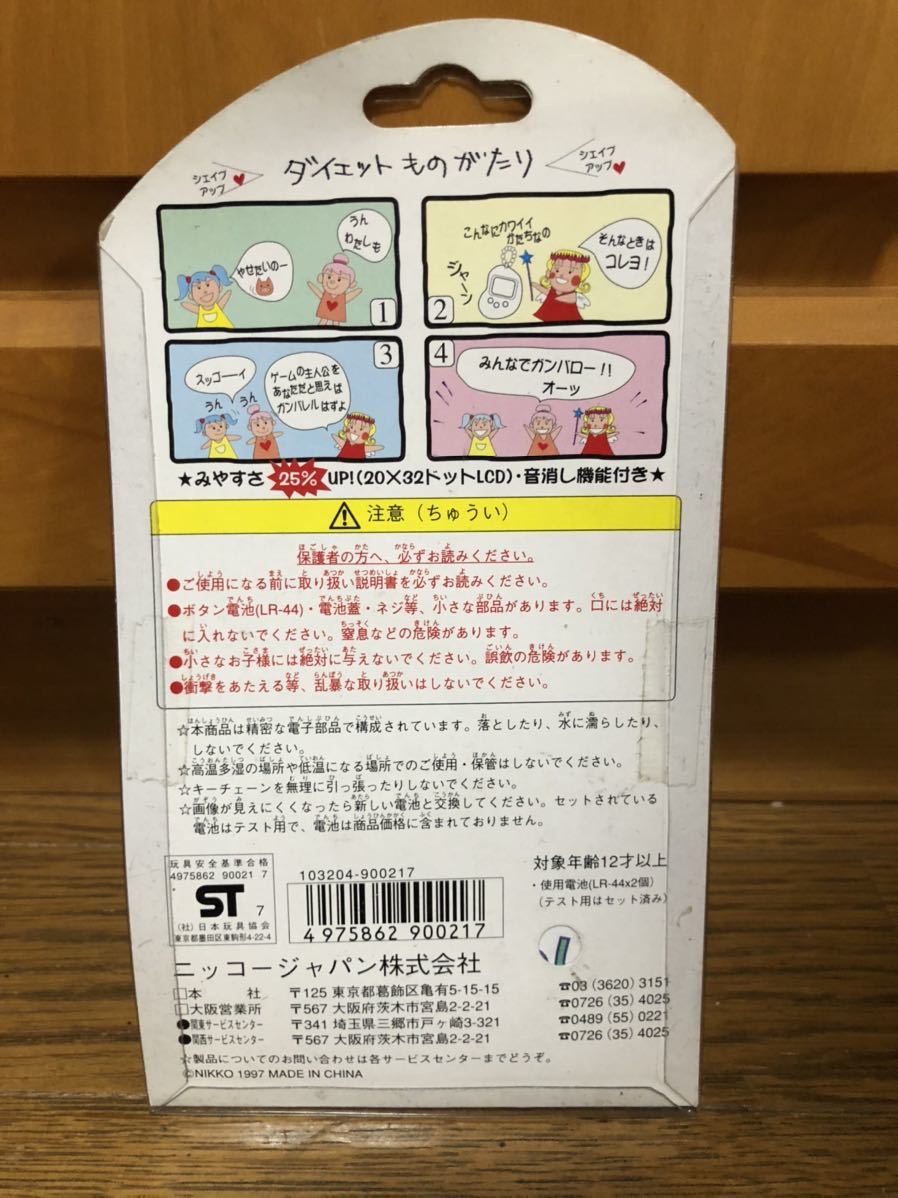 シェイプ
アップ
ダイエットものがたり
シェイプ
アップ
やせたいのー
うん
わたしも
1
こんなにカワイイ
かたちなの
ジャーン
そんなときは
コレヨ!
2
スッゴーイ
うん うん
ゲームの主人公を
あなただと思えば
ガンバレルはずよ
3
4
みんなでガンバロー!!
オーッ
★みやすさ 25% UP!(20×32ドットLCD)・音消し機能付き★
注意(ちゅうい)
保護者の方へ、必ずお読みください。
●ご使用になる前に取り扱い説明書を必ずお読みください。
●ボタン電池(LR-44)・電池蓋・ネジ等、小さな部品があります。口には絶対
に入れないでください。窒息などの危険があります。
●小さなお子様には絶対に与えないでください。誤飲の危険があります。
●衝撃をあたえる等、乱暴な取り扱いはしないでください。
☆本商品は精密な電子部品で構成されています。落としたり、水に濡らしたり、
しないでください。
☆高温多湿の場所や低温になる場所でのご使用・保管はしないでください。
☆キーチェーンを無理に引っ張ったりしないでください。
☆画像が見えにくくなったら新しい電池と交換してください。セットされている
電池はテスト用で、電池は商品価格に含まれておりません。
玩具安全基準合格
4975862 90021 7
ST 7
(社)日本玩具協会
東京都墨田区東駒形4-22-4
103204-900217
4 975862 900217
対象年齢12才以上
・使用電池(LR-44x2個)
(テスト用はセット済み)
ニッコージャパン株式会社
□本 社 〒125 東京都葛飾区亀有5-15-15 ☎03 (3620) 3151
□大阪営業所 〒567 大阪府茨木市宮島2-2-21 ☎0726 (35) 4025
●関東サービスセンター 〒341 埼玉県三郷市戸ヶ崎3-321 ☎0489 (55) 0221
●関西サービスセンター 〒567 大阪府茨木市宮島2-2-21 ☎0726 (35) 4025
☆製品についてのお問い合わせは各サービスセンターまでどうぞ。
©NIKKO 1997 MADE IN CHINA